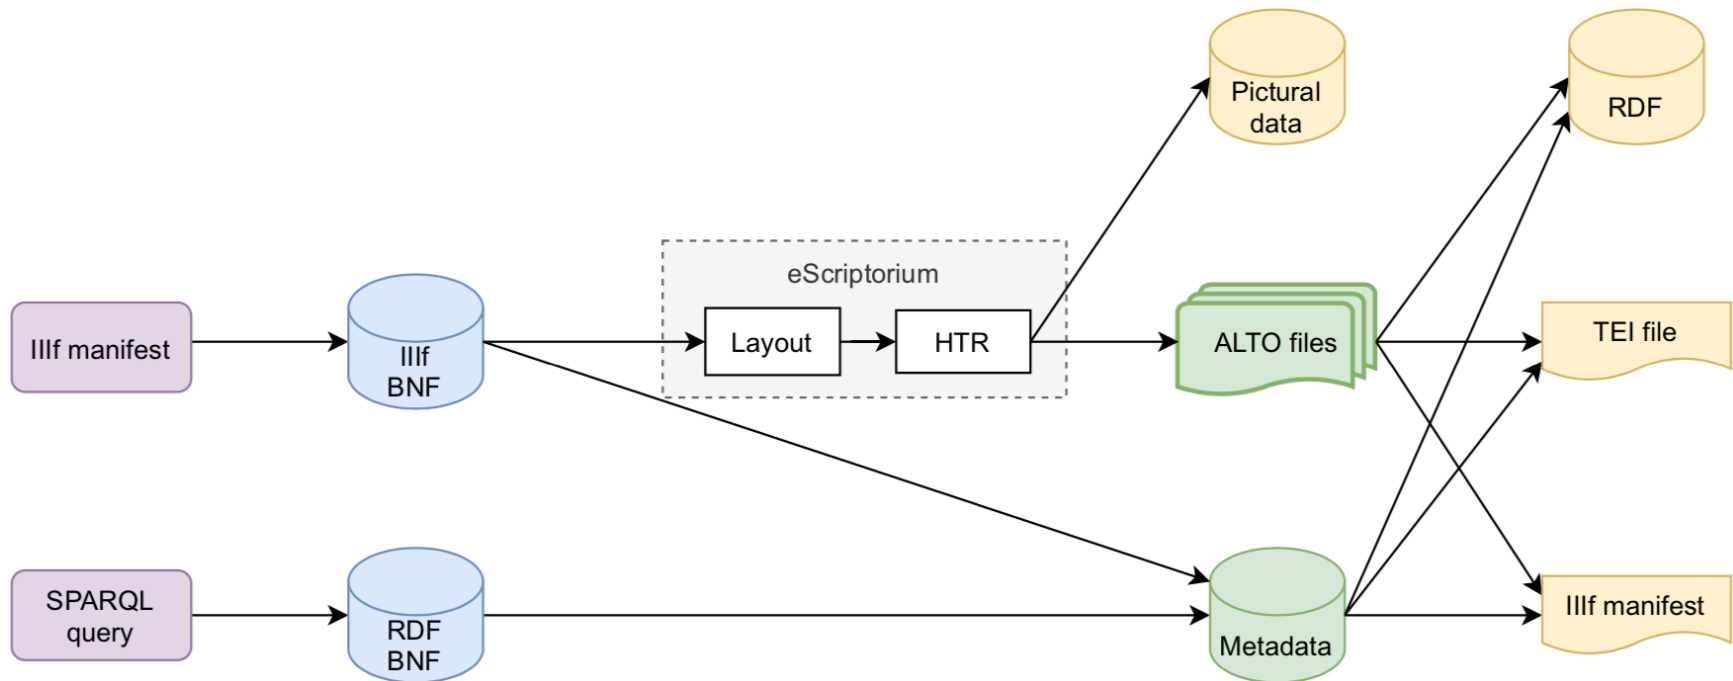 Pictural
data
RDF
eScriptorium
IIIf manifest
IIIf
BNF
Layout
HTR
ALTO files
TEI file
SPARQL
query
RDF
BNF
Metadata
IIIf manifest